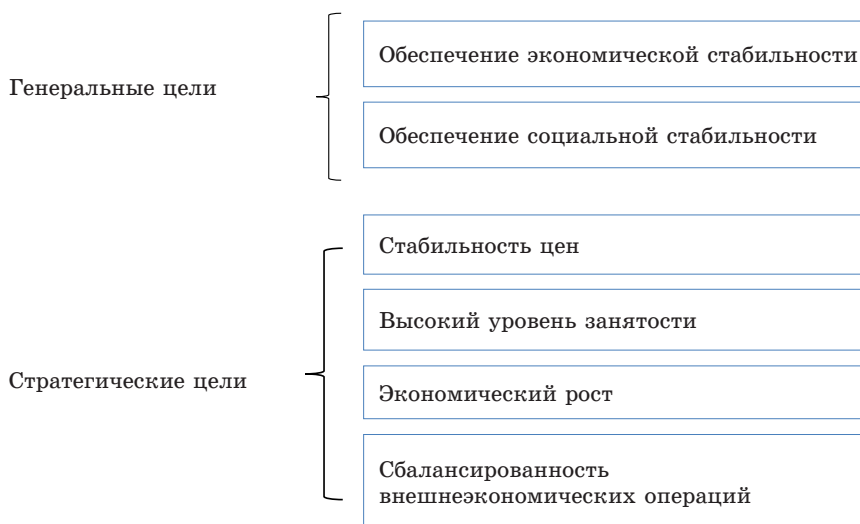 Генеральные цели
Обеспечение экономической стабильности
Обеспечение социальной стабильности
Стратегические цели
Стабильность цен
Высокий уровень занятости
Экономический рост
Сбалансированность
внешнеэкономических операций